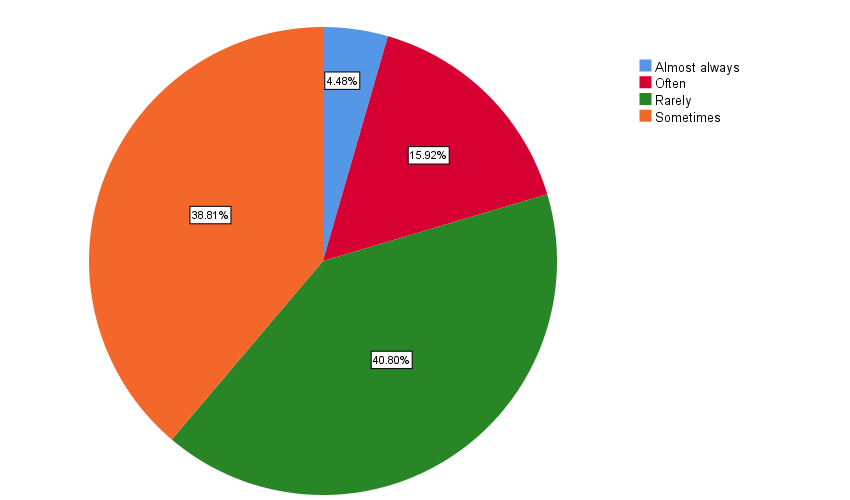 4.48%
15.92%
38.81%
40.80%
Almost always
Often
Rarely
Sometimes